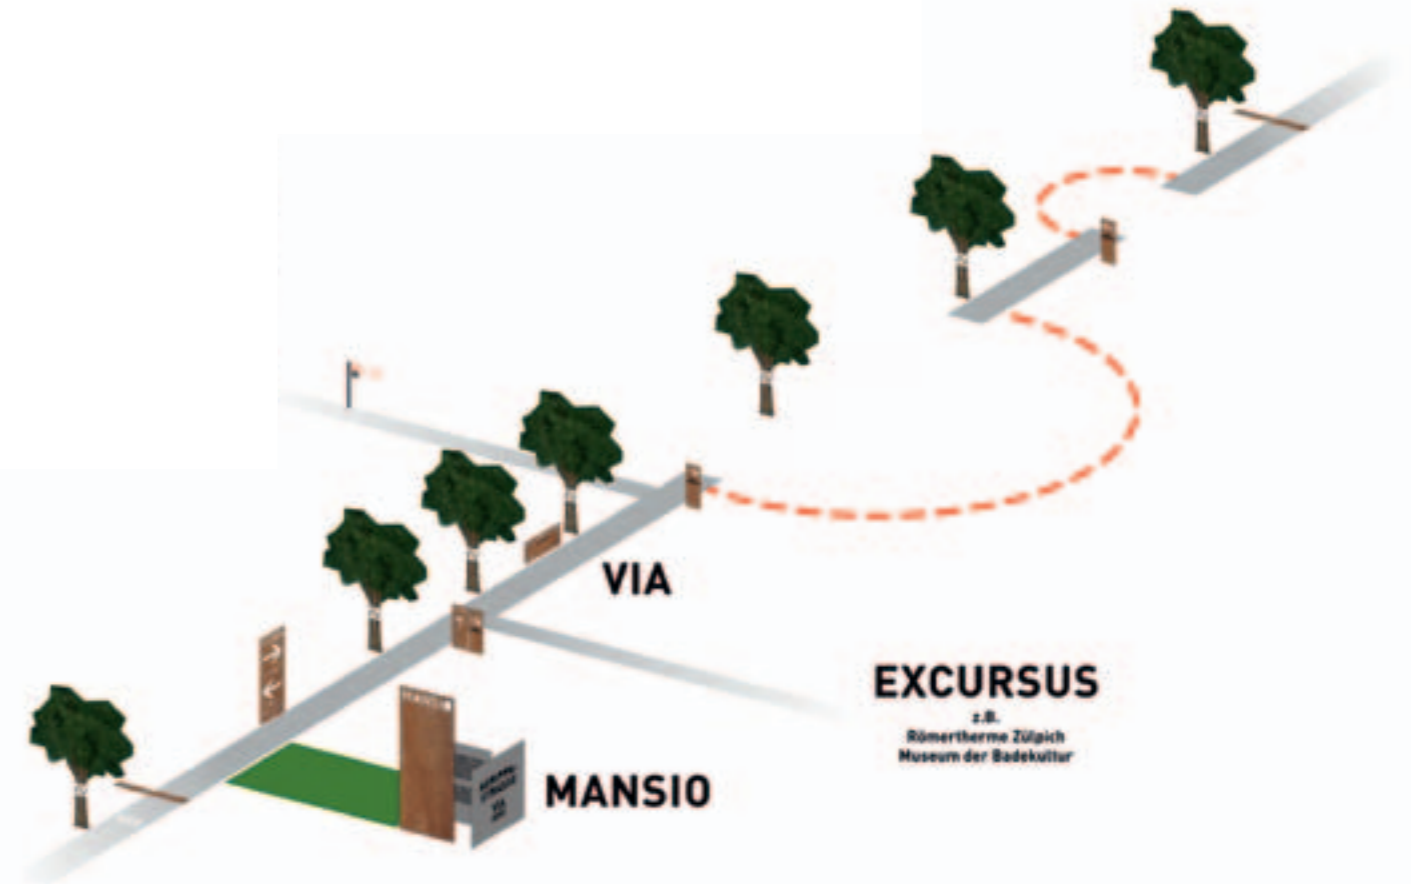 VIA
EXCURSUS
z.B.
Römertherme Zülpich
Museum der Badekultur
MANSIO